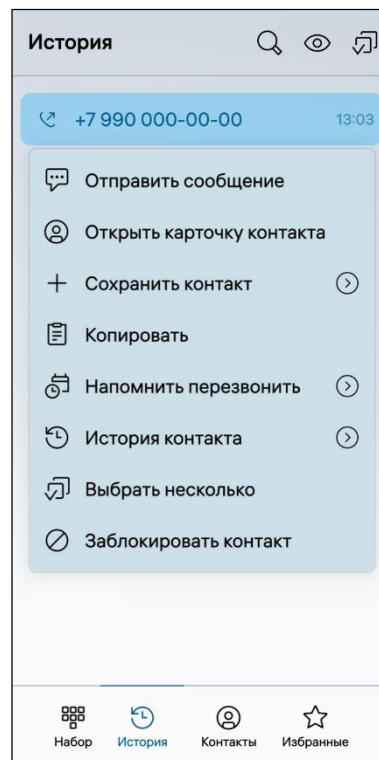 История
+7 990 000-00-00 13:03
Отправить сообщение
Открыть карточку контакта
Сохранить контакт
Копировать
Напомнить перезвонить
История контакта
Выбрать несколько
Заблокировать контакт
Набор История Контакты Избранные